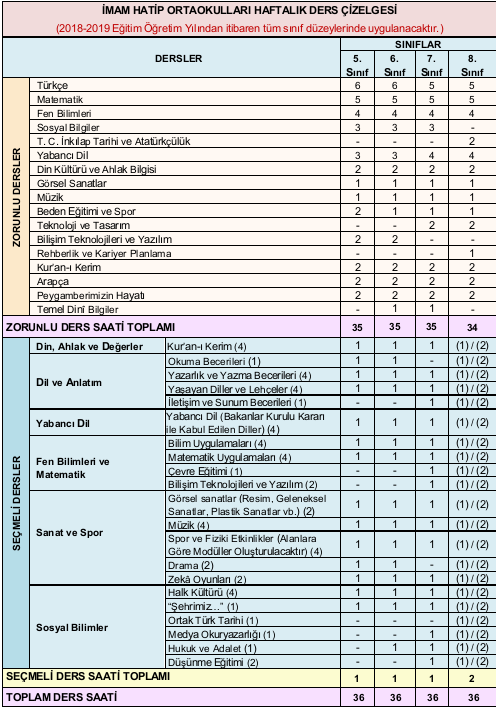 İMAM HATİP ORTAOKULLARI HAFTALIK DERS ÇİZELGESİ
(2018-2019 Eğitim Öğretim Yılından itibaren tüm sınıf düzeylerinde uygulanacaktır.)
DERSLER
SINIFLAR
5. Sınıf 6. Sınıf 7. Sınıf 8. Sınıf
ZORUNLU DERSLER
Türkçe 6 6 5 5
Matematik 5 5 5 5
Fen Bilimleri 4 4 4 4
Sosyal Bilgiler 3 3 3 -
T. C. İnkılap Tarihi ve Atatürkçülük - - - 2
Yabancı Dil 3 3 4 4
Din Kültürü ve Ahlak Bilgisi 2 2 2 2
Görsel Sanatlar 1 1 1 1
Müzik 1 1 1 1
Beden Eğitimi ve Spor 2 1 1 1
Teknoloji ve Tasarım - - 2 2
Bilişim Teknolojileri ve Yazılım 2 2 - -
Rehberlik ve Kariyer Planlama - - - 1
Kur'an-ı Kerim 2 2 2 2
Arapça 2 2 2 2
Peygamberimizin Hayatı 2 2 2 2
Temel Dinî Bilgiler - 1 1 -
ZORUNLU DERS SAATİ TOPLAMI 35 35 35 34
SEÇMELİ DERSLER
Din, Ahlak ve Değerler Kur'an-ı Kerim (4) 1 1 1 (1) / (2)
Dil ve Anlatım
Okuma Becerileri (1) 1 1 - (1) / (2)
Yazarlık ve Yazma Becerileri (4) 1 1 1 (1) / (2)
Yaşayan Diller ve Lehçeler (4) 1 1 1 (1) / (2)
İletişim ve Sunum Becerileri (1) - - 1 (1) / (2)
Yabancı Dil
Yabancı Dil (Bakanlar Kurulu Kararı
ile Kabul Edilen Diller) (4) 1 1 1 (1) / (2)
Fen Bilimleri ve
Matematik
Bilim Uygulamaları (4) 1 1 1 (1) / (2)
Matematik Uygulamaları (4) 1 1 1 (1) / (2)
Çevre Eğitimi (1) - - 1 (1) / (2)
Bilişim Teknolojileri ve Yazılım (2) - - 1 (1) / (2)
Sanat ve Spor
Görsel sanatlar (Resim, Geleneksel
Sanatlar, Plastik Sanatlar vb.) (2) 1 1 1 (1) / (2)
Müzik (4) 1 1 1 (1) / (2)
Spor ve Fiziki Etkinlikler (Alanlara
Göre Modüller Oluşturulacaktır) (4) 1 1 1 (1) / (2)
Drama (2) 1 1 - (1) / (2)
Zekâ Oyunları (2) 1 1 1 (1) / (2)
Sosyal Bilimler
Halk Kültürü (4) 1 1 1 (1) / (2)
“Şehrimiz...” (1) 1 1 1 (1) / (2)
Ortak Türk Tarihi (1) - - - (1) / (2)
Medya Okuryazarlığı (1) - - 1 (1) / (2)
Hukuk ve Adalet (1) - 1 1 (1) / (2)
Düşünme Eğitimi (2) - - 1 (1) / (2)
SEÇMELİ DERS SAATİ TOPLAMI 1 1 1 2
TOPLAM DERS SAATİ 36 36 36 36